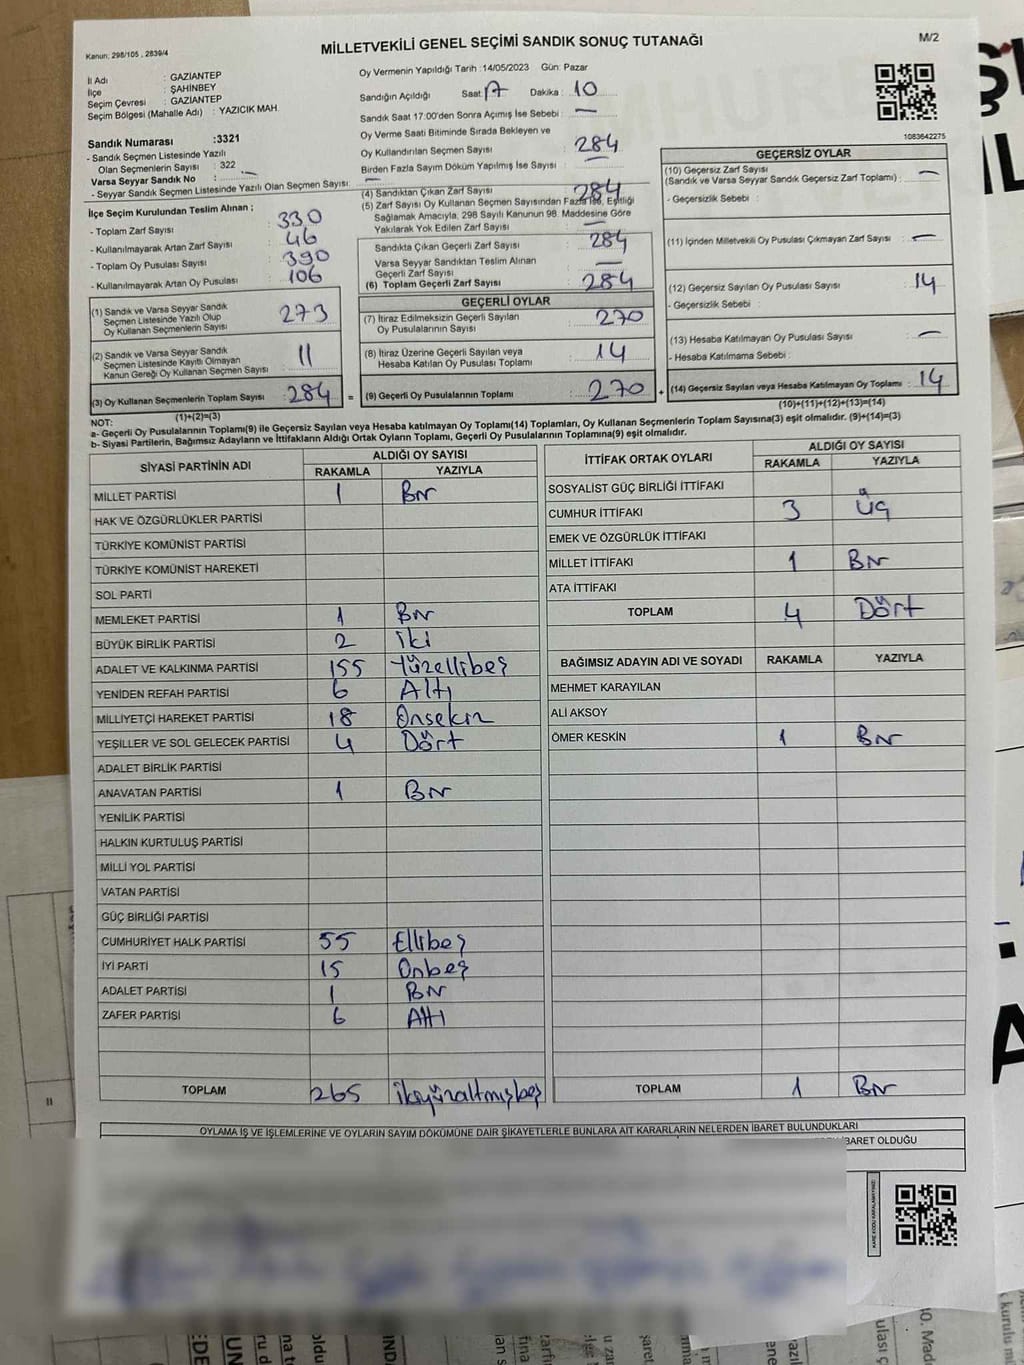 Kanun: 298/105 , 2839/4
MİLLETVEKİLİ GENEL SEÇİMİ SANDIK SONUÇ TUTANAĞI
M/2
İl Adı : GAZIANTEP
İlçe : ŞAHİNBEY
Seçim Çevresi : GAZIANTEP
Seçim Bölgesi (Mahalle Adı) : YAZICIK MAH.
Sandık Numarası :3321
- Sandık Seçmen Listesinde Yazılı
Olan Seçmenlerin Sayısı : 322
Varsa Seyyar Sandık No : —
- Seyyar Sandık Seçmen Listesinde Yazılı Olan Seçmen Sayısı: —
Oy Vermenin Yapıldığı Tarih :14/05/2023 Gün: Pazar
Sandığın Açıldığı Saat 17 Dakika : 10
Sandık Saat 17:00'den Sonra Açımış İse Sebebi : —
Oy Verme Saati Bitiminde Sırada Bekleyen ve
Oy Kullandırılan Seçmen Sayısı : 284
Birden Fazla Sayım Döküm Yapılmış İse Sayısı : —
1083642275
İlçe Seçim Kurulundan Teslim Alınan ;
- Toplam Zarf Sayısı : 330
- Kullanılmayarak Artan Zarf Sayısı : 46
- Toplam Oy Pusulası Sayısı : 390
- Kullanılmayarak Artan Oy Pusulası : 106
(1) Sandık ve Varsa Seyyar Sandık
Seçmen Listesinde Yazılı Olup
Oy Kullanan Seçmenlerin Sayısı : 273
(2) Sandık ve Varsa Seyyar Sandık
Seçmen Listesinde Kayıtlı Olmayan
Kanun Gereği Oy Kullanan Seçmen Sayısı : 11
(3) Oy Kullanan Seçmenlerin Toplam Sayısı : 284 =
(1)+(2)=(3)
(4) Sandıktan Çıkan Zarf Sayısı : 284
(5) Zarf Sayısı Oy Kullanan Seçmen Sayısından Fazla İse, Eşitliği
Sağlamak Amacıyla, 298 Sayılı Kanunun 98. Maddesine Göre
Yakılarak Yok Edilen Zarf Sayısı : —
Sandıkta Çıkan Geçerli Zarf Sayısı : 284
Varsa Seyyar Sandıktan Teslim Alınan
Geçerli Zarf Sayısı : —
(6) Toplam Geçerli Zarf Sayısı : 284
GEÇERLİ OYLAR
(7) İtiraz Edilmeksizin Geçerli Sayılan
Oy Pusulalarının Sayısı : 270
(8) İtiraz Üzerine Geçerli Sayılan veya
Hesaba Katılan Oy Pusulası Toplamı : 14
(9) Geçerli Oy Pusulalarının Toplamı : 270 +
GEÇERSİZ OYLAR
(10) Geçersiz Zarf Sayısı
(Sandık ve Varsa Seyyar Sandık Geçersiz Zarf Toplamı) : —
- Geçersizlik Sebebi :
(11) İçinden Milletvekili Oy Pusulası Çıkmayan Zarf Sayısı : —
(12) Geçersiz Sayılan Oy Pusulası Sayısı : 14
- Geçersizlik Sebebi :
(13) Hesaba Katılmayan Oy Pusulası Sayısı : —
- Hesaba Katılmama Sebebi :
(14) Geçersiz Sayılan veya Hesaba Katılmayan Oy Toplamı : 14
(10)+(11)+(12)+(13)=(14)
NOT:
a- Geçerli Oy Pusulalarının Toplamı(9) ile Geçersiz Sayılan veya Hesaba katılmayan Oy Toplamı(14) Toplamları, Oy Kullanan Seçmenlerin Toplam Sayısına(3) eşit olmalıdır. (9)+(14)=(3)
b- Siyasi Partilerin, Bağımsız Adayların ve İttifakların Aldığı Ortak Oyların Toplamı, Geçerli Oy Pusulalarının Toplamına(9) eşit olmalıdır.
SİYASİ PARTİNİN ADI ALDIĞI OY SAYISI
RAKAMLA YAZIYLA
MİLLET PARTİSİ 1 Bir
HAK VE ÖZGÜRLÜKLER PARTİSİ
TÜRKİYE KOMÜNİST PARTİSİ
TÜRKİYE KOMÜNİST HAREKETİ
SOL PARTİ
MEMLEKET PARTİSİ 1 Bir
BÜYÜK BİRLİK PARTİSİ 2 iki
ADALET VE KALKINMA PARTİSİ 155 Yüzellibeş
YENİDEN REFAH PARTİSİ 6 Altı
MİLLİYETÇİ HAREKET PARTİSİ 18 Onsekiz
YEŞİLLER VE SOL GELECEK PARTİSİ 4 Dört
ADALET BİRLİK PARTİSİ
ANAVATAN PARTİSİ 1 Bir
YENİLİK PARTİSİ
HALKIN KURTULUŞ PARTİSİ
MİLLİ YOL PARTİSİ
VATAN PARTİSİ
GÜÇ BİRLİĞİ PARTİSİ
CUMHURİYET HALK PARTİSİ 55 Ellibeş
İYİ PARTİ 15 Onbeş
ADALET PARTİSİ 1 Bir
ZAFER PARTİSİ 6 Altı
TOPLAM 265 ikiyüzaltmışbeş
İTTİFAK ORTAK OYLARI ALDIĞI OY SAYISI
RAKAMLA YAZIYLA
SOSYALİST GÜÇ BİRLİĞİ İTTİFAKI
CUMHUR İTTİFAKI 3 üç
EMEK VE ÖZGÜRLÜK İTTİFAKI
MİLLET İTTİFAKI 1 Bir
ATA İTTİFAKI
TOPLAM 4 Dört
BAĞIMSIZ ADAYIN ADI VE SOYADI RAKAMLA YAZIYLA
MEHMET KARAYILAN
ALİ AKSOY
ÖMER KESKİN 1 Bir
TOPLAM 1 Bir
OYLAMA İŞ VE İŞLEMLERİNE VE OYLARIN SAYIM DÖKÜMÜNE DAİR ŞİKAYETLERLE BUNLARA AİT KARARLARIN NELERDEN İBARET BULUNDUKLARI
İBARET OLDUĞU